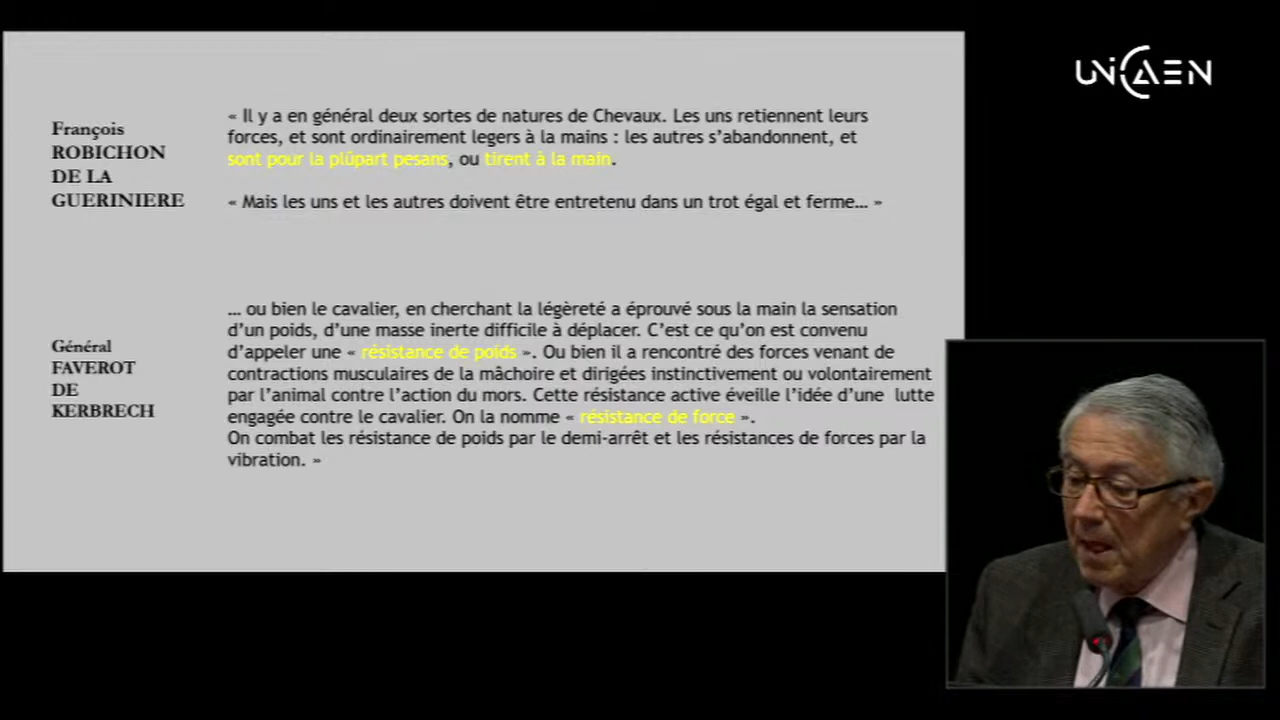 UNICAEN
François
ROBICHON
DE LA
GUERINIERE
« Il y a en général deux sortes de natures de Chevaux. Les uns retiennent leurs
forces, et sont ordinairement legers à la mains : les autres s’abandonnent, et
sont pour la plûpart pesans, ou tirent à la main.
« Mais les uns et les autres doivent être entretenu dans un trot égal et ferme… »
Général
FAVEROT
DE
KERBRECH
… ou bien le cavalier, en cherchant la légèreté a éprouvé sous la main la sensation
d’un poids, d’une masse inerte difficile à déplacer. C’est ce qu’on est convenu
d’appeler une « résistance de poids ». Ou bien il a rencontré des forces venant de
contractions musculaires de la mâchoire et dirigées instinctivement ou volontairement
par l’animal contre l’action du mors. Cette résistance active éveille l’idée d’une lutte
engagée contre le cavalier. On la nomme « résistance de force ».
On combat les résistance de poids par le demi-arrêt et les résistances de forces par la
vibration. »